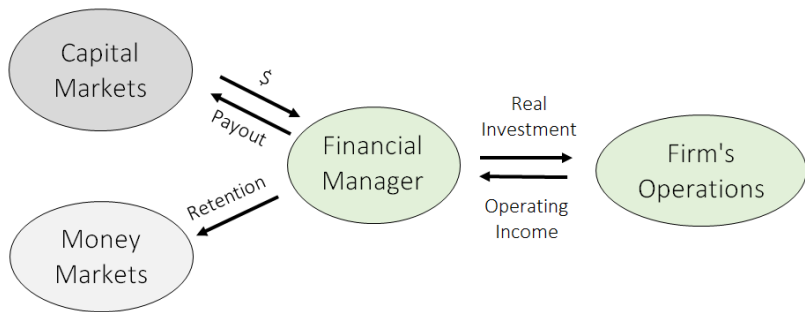 Capital
Markets
$
Payout
Retention
Money
Markets
Financial
Manager
Real
Investment
Operating
Income
Firm's
Operations